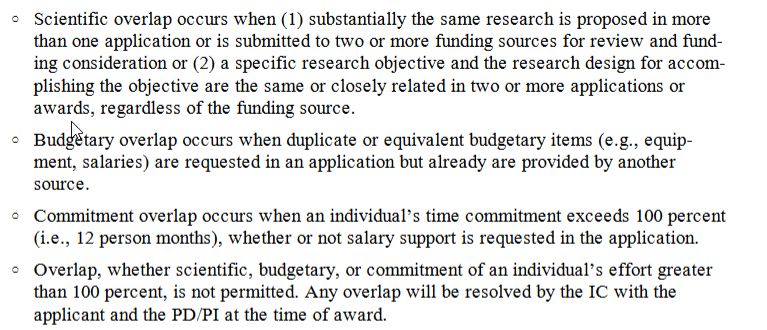 ◦ Scientific overlap occurs when (1) substantially the same research is proposed in more
than one application or is submitted to two or more funding sources for review and fund-
ing consideration or (2) a specific research objective and the research design for accom-
plishing the objective are the same or closely related in two or more applications or
awards, regardless of the funding source.
◦ Budgetary overlap occurs when duplicate or equivalent budgetary items (e.g., equip-
ment, salaries) are requested in an application but already are provided by another
source.
◦ Commitment overlap occurs when an individual’s time commitment exceeds 100 percent
(i.e., 12 person months), whether or not salary support is requested in the application.
◦ Overlap, whether scientific, budgetary, or commitment of an individual’s effort greater
than 100 percent, is not permitted. Any overlap will be resolved by the IC with the
applicant and the PD/PI at the time of award.